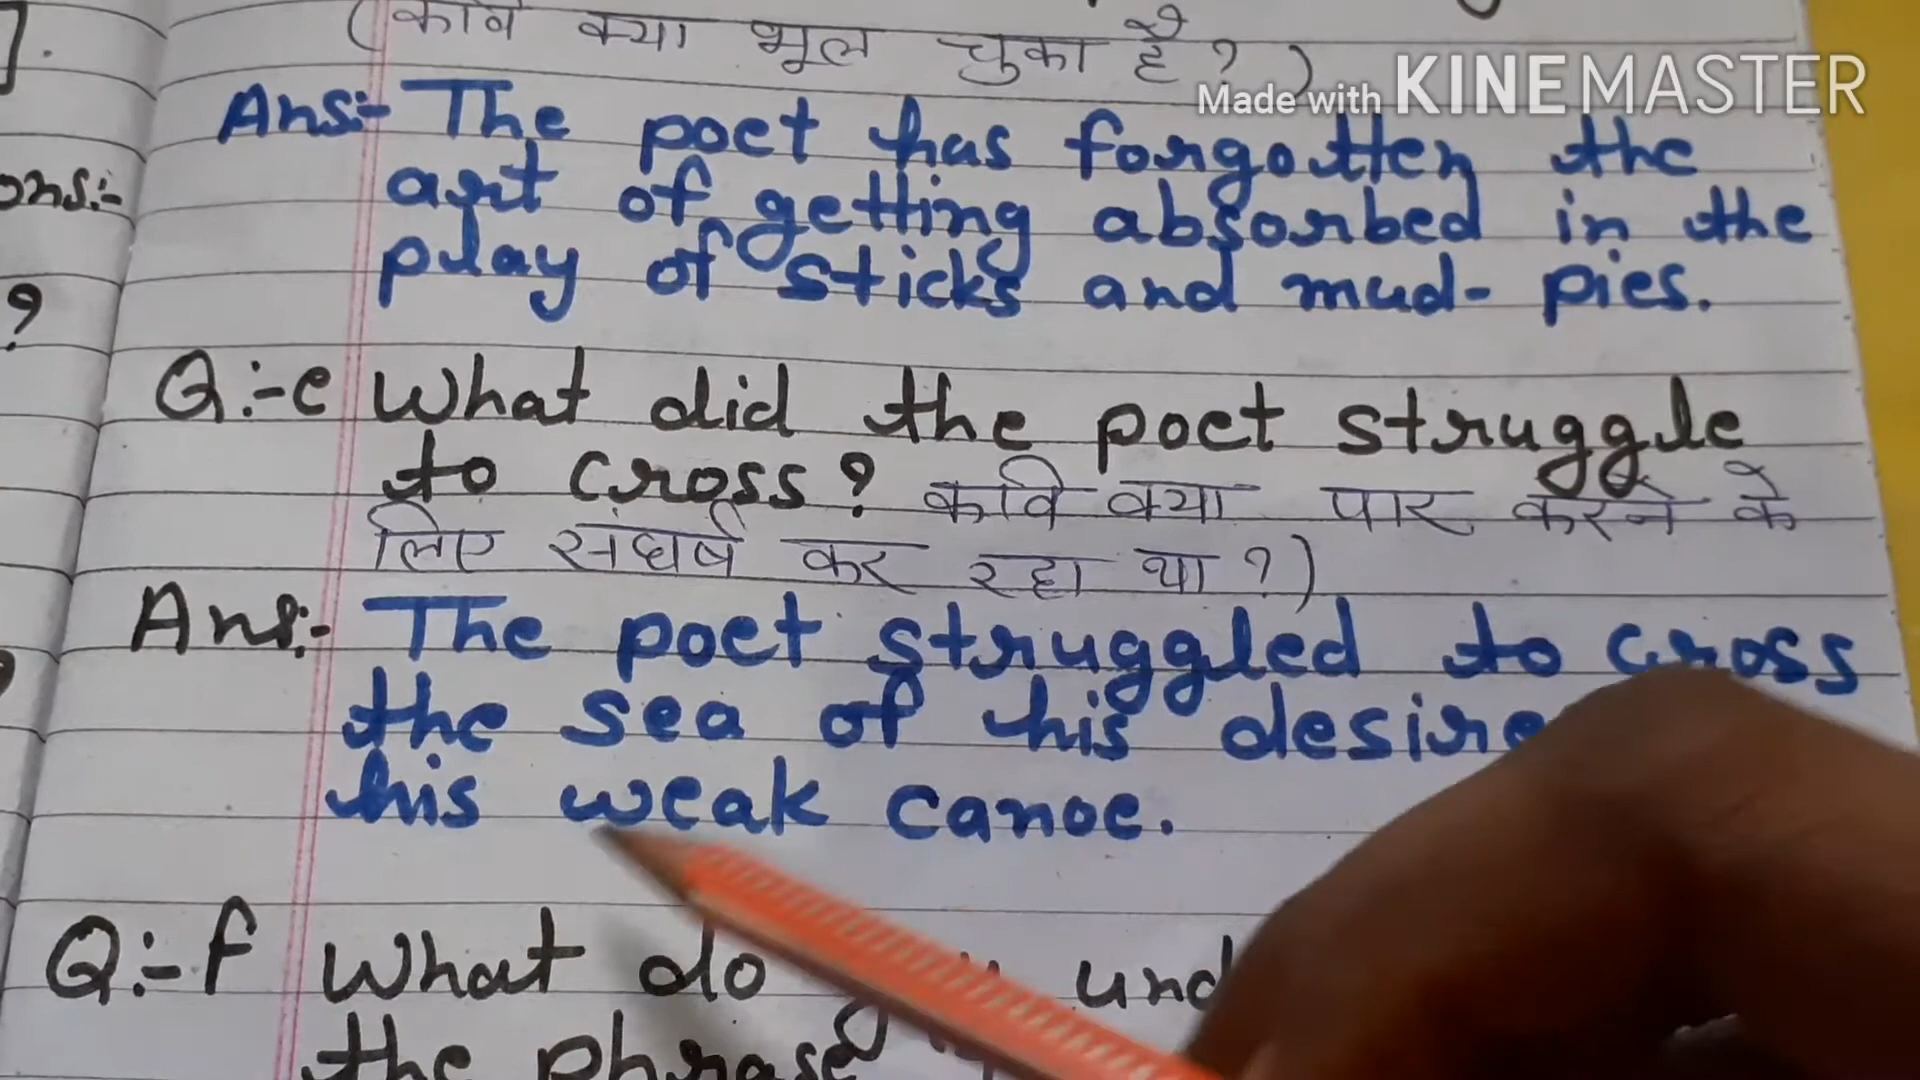 ].
(कवि क्या भूल चुका है ? )
Made with KINEMASTER
Ans:- The poet has forgotten the
ons:-
art of getting absorbed in the
play of sticks and mud- pies.
?
Q:-e What did the poet struggle
to cross ? कवि क्या पार करने के
लिए संघर्ष कर रहा था ? )
Ans:- The poet struggled to cross
the sea of his desire
his weak canoe.
Q:-f What do und
the phrase